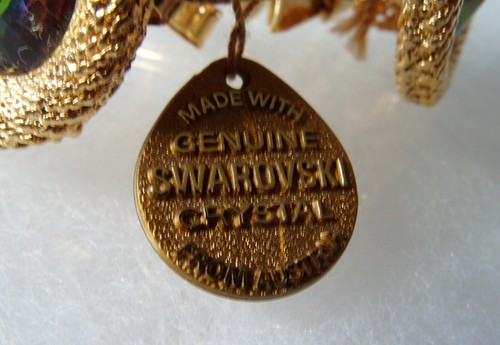 MADE WITH
GENUINE
SWAROVSKI
CRYSTAL
FROM AUSTRIA